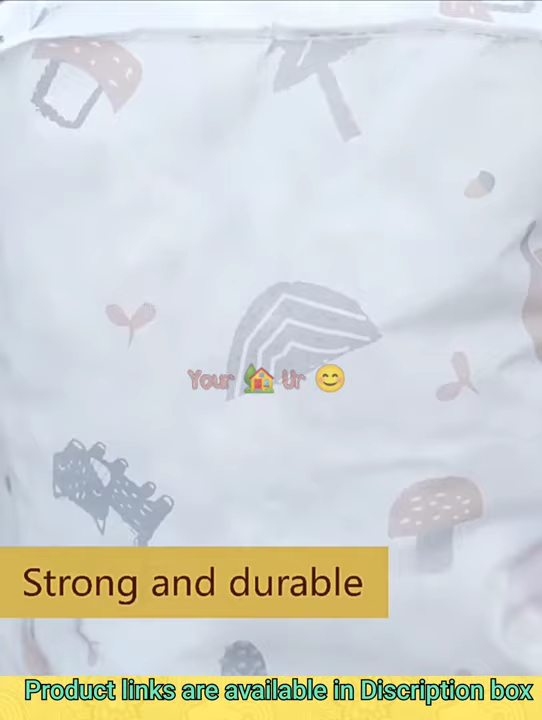 Your 🏡 Ur 😊
Strong and durable
Product links are available in Discription box